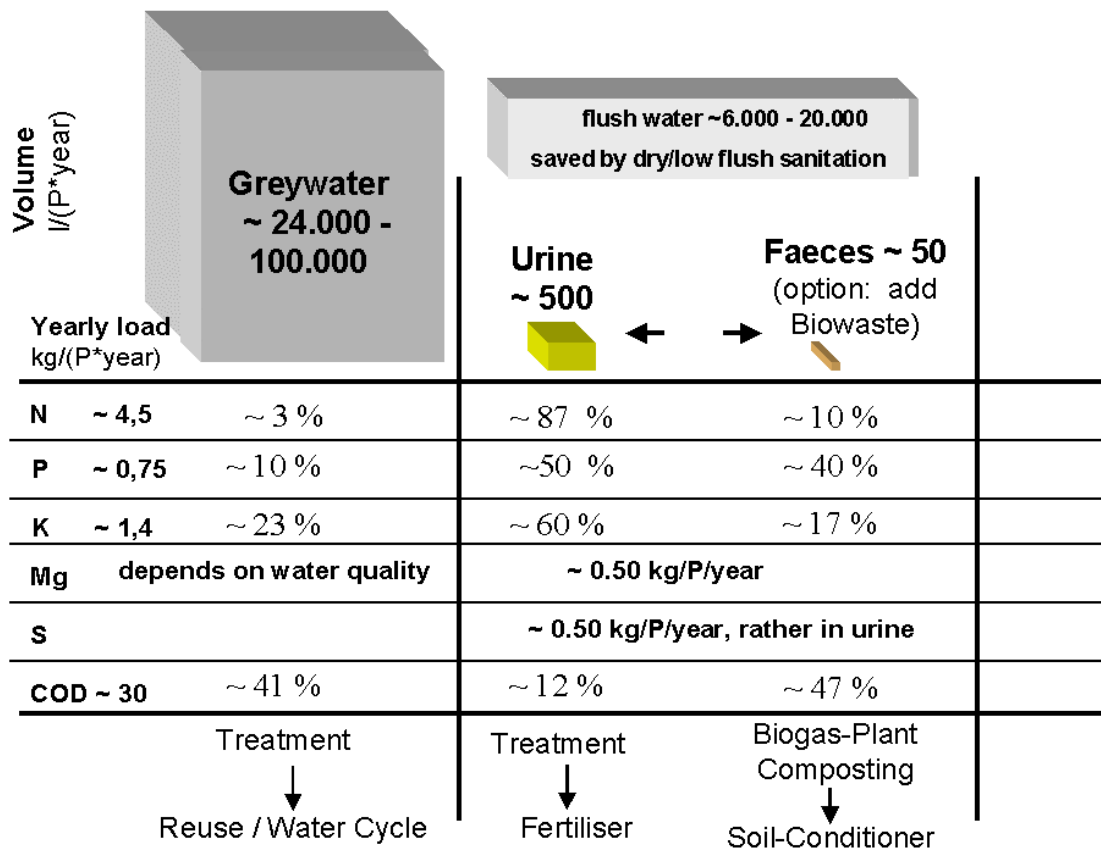 Volume
l/(P*year)
Greywater
~ 24.000 -
100.000
flush water ~6.000 - 20.000
saved by dry/low flush sanitation
Urine
~ 500
Faeces ~ 50
(option: add
Biowaste)
Yearly load
kg/(P*year)
N ~ 4,5 ~ 3 % ~ 87 % ~ 10 %
P ~ 0,75 ~ 10 % ~50 % ~ 40 %
K ~ 1,4 ~ 23 % ~ 60 % ~ 17 %
Mg depends on water quality ~ 0.50 kg/P/year
S ~ 0.50 kg/P/year, rather in urine
COD ~ 30 ~ 41 % ~ 12 % ~ 47 %
Treatment
Reuse / Water Cycle
Treatment
Fertiliser
Biogas-Plant
Composting
Soil-Conditioner